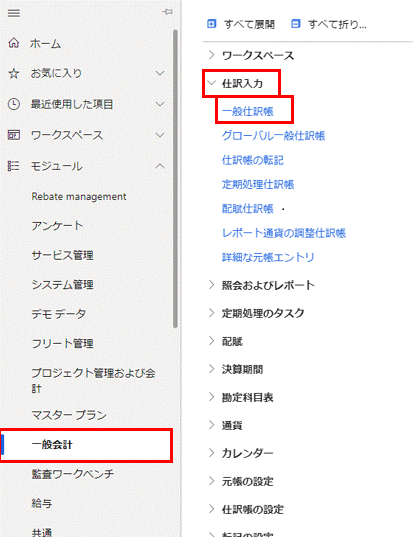 ホーム
お気に入り
最近使用した項目
ワークスペース
モジュール
Rebate management
アンケート
サービス管理
システム管理
デモ データ
フリート管理
プロジェクト管理および会
計
マスター プラン
一般会計
監査ワークベンチ
給与
共通
すべて展開
すべて折り...
ワークスペース
仕訳入力
一般仕訳帳
グローバル一般仕訳帳
仕訳帳の転記
定期処理仕訳帳
配賦仕訳帳
レポート通貨の調整仕訳帳
詳細な元帳エントリ
照会およびレポート
定期処理のタスク
配賦
決算期間
勘定科目表
通貨
カレンダー
元帳の設定
仕訳帳の設定
転記の設定